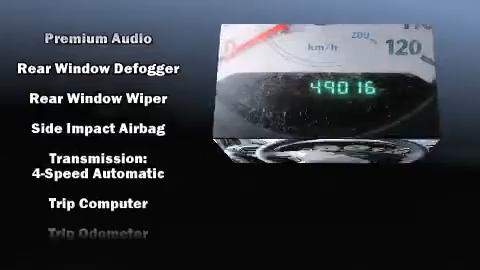 Premium Audio
Rear Window Defogger
Rear Window Wiper
Side Impact Airbag
Transmission:
4-Speed Automatic
Trip Computer
Trip Odometer
0
km/h
200
120
49016